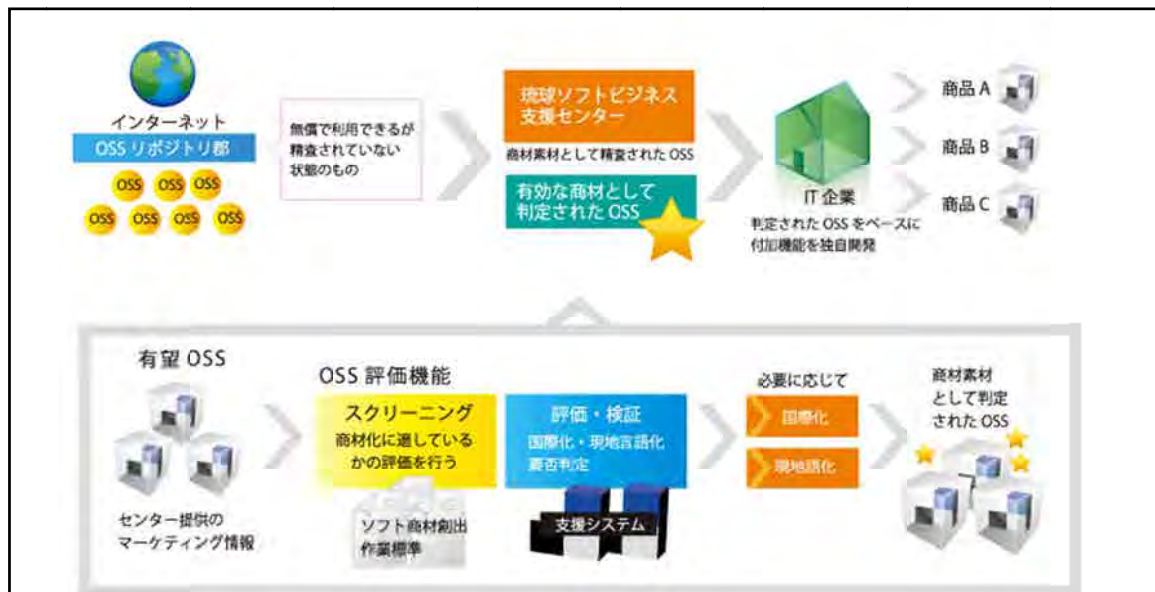 インターネット
OSS リポジトリ郡
OSS OSS OSS
OSS OSS OSS OSS
無償で利用できるが
精査されていない
状態のもの
琉球ソフトビジネス
支援センター
商材素材として精査された OSS
有効な商材として
判定された OSS
IT 企業
判定された OSS をベースに
付加機能を独自開発
商品 A
商品 B
商品 C
有望 OSS
センター提供の
マーケティング情報
OSS 評価機能
スクリーニング
商材化に適している
かの評価を行う
ソフト商材創出
作業標準
評価・検証
国際化・現地言語化
要否判定
支援システム
必要に応じて
国際化
現地語化
商材素材
として判定
された OSS